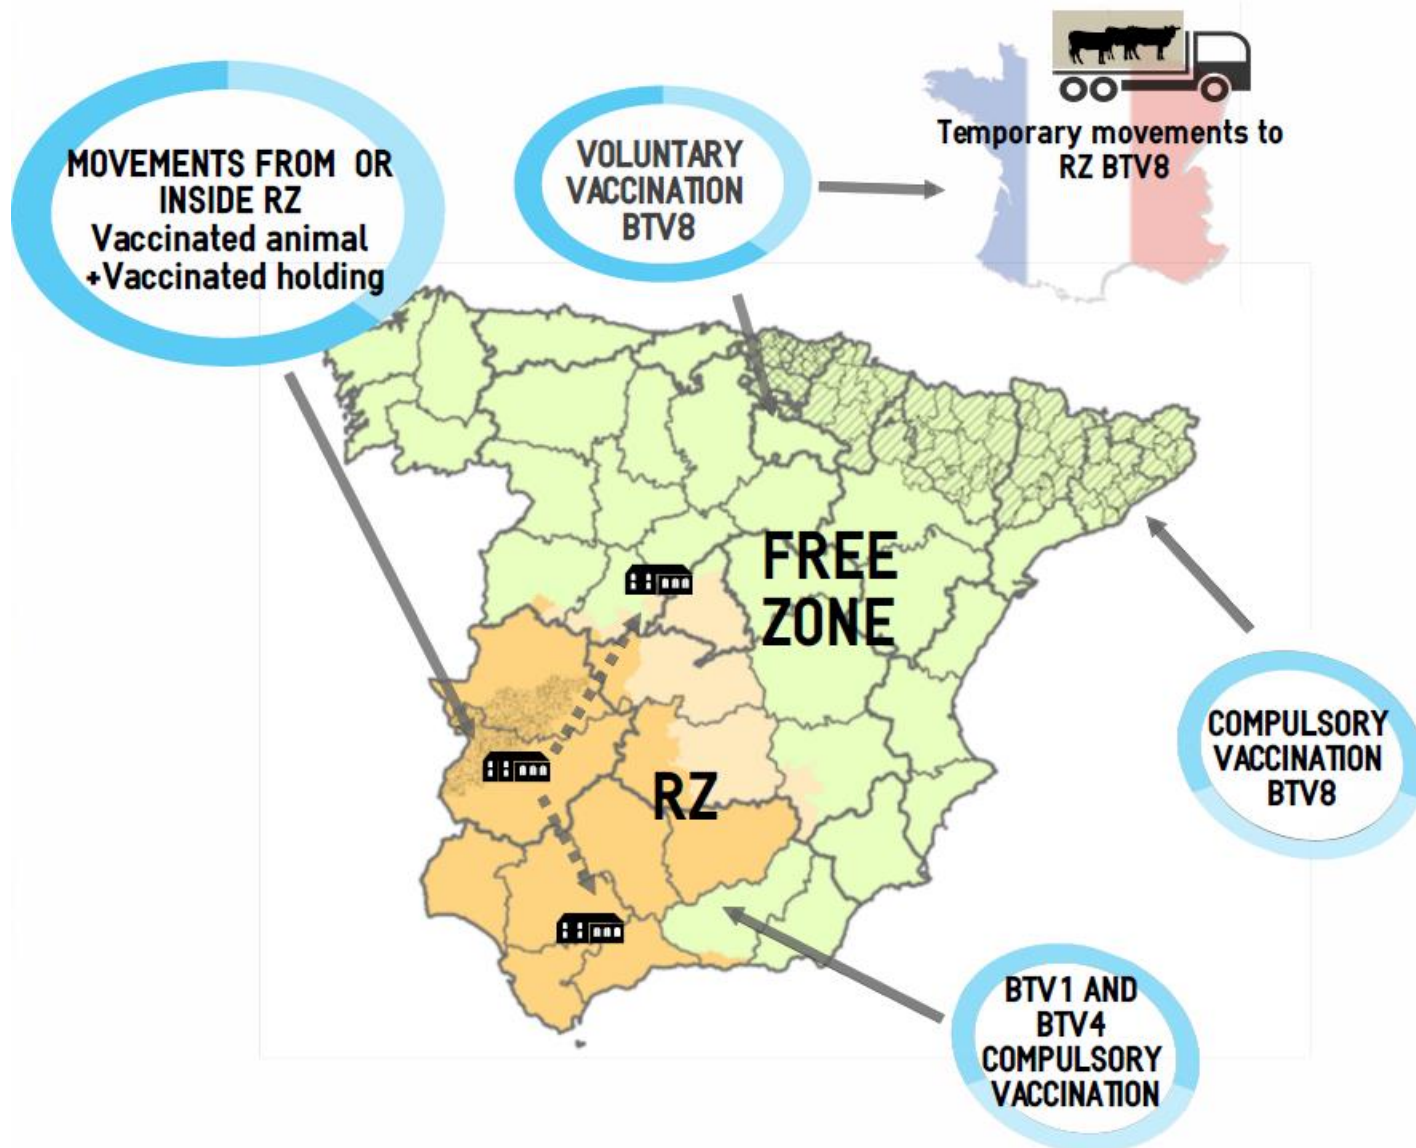 Temporary movements to
RZ BTV8
VOLUNTARY
VACCINATION
BTV8
MOVEMENTS FROM OR
INSIDE RZ
Vaccinated animal
+Vaccinated holding
FREE
ZONE
RZ
COMPULSORY
VACCINATION
BTV8
BTV1 AND
BTV4
COMPULSORY
VACCINATION